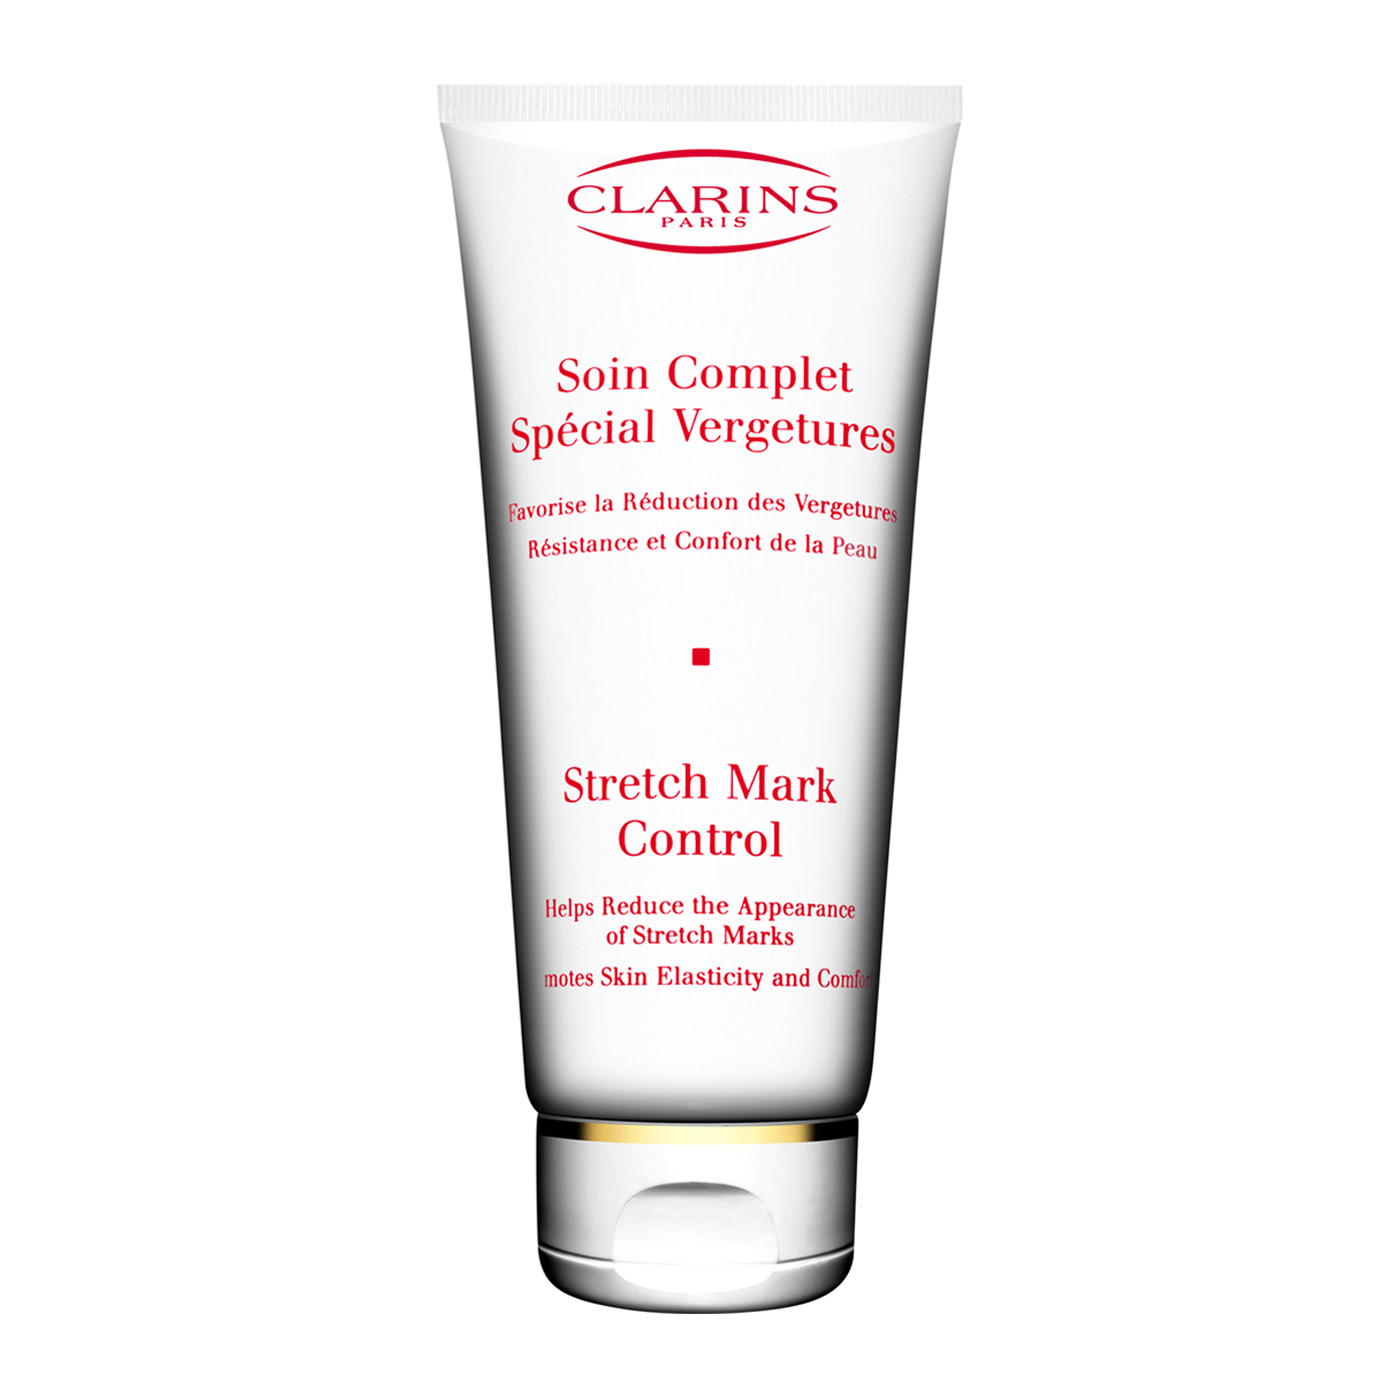 CLARINS
PARIS
Soin Complet
Spécial Vergetures
Favorise la Réduction des Vergetures
Résistance et Confort de la Peau
Stretch Mark
Control
Helps Reduce the Appearance
of Stretch Marks
motes Skin Elasticity and Comfort